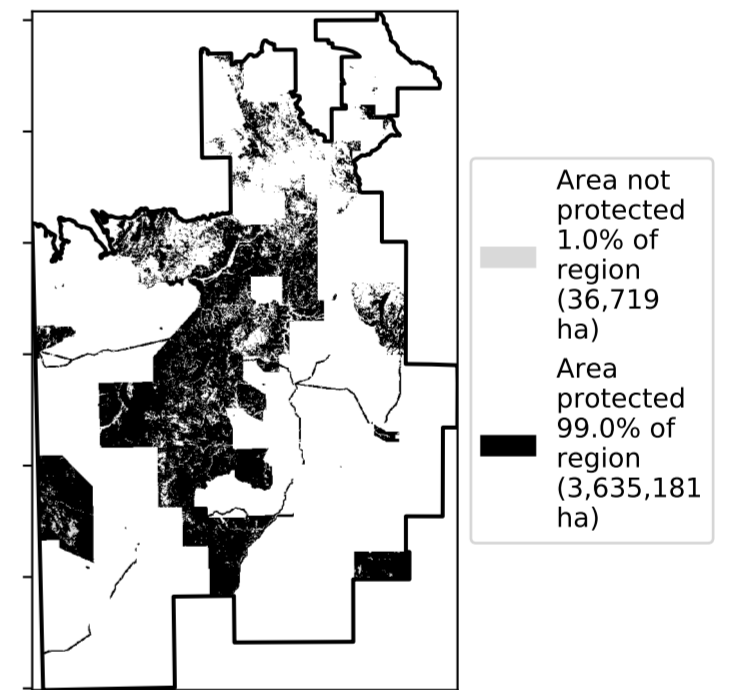 Area not
protected
1.0% of
region
(36,719
ha)
Area
protected
99.0% of
region
(3,635,181
ha)